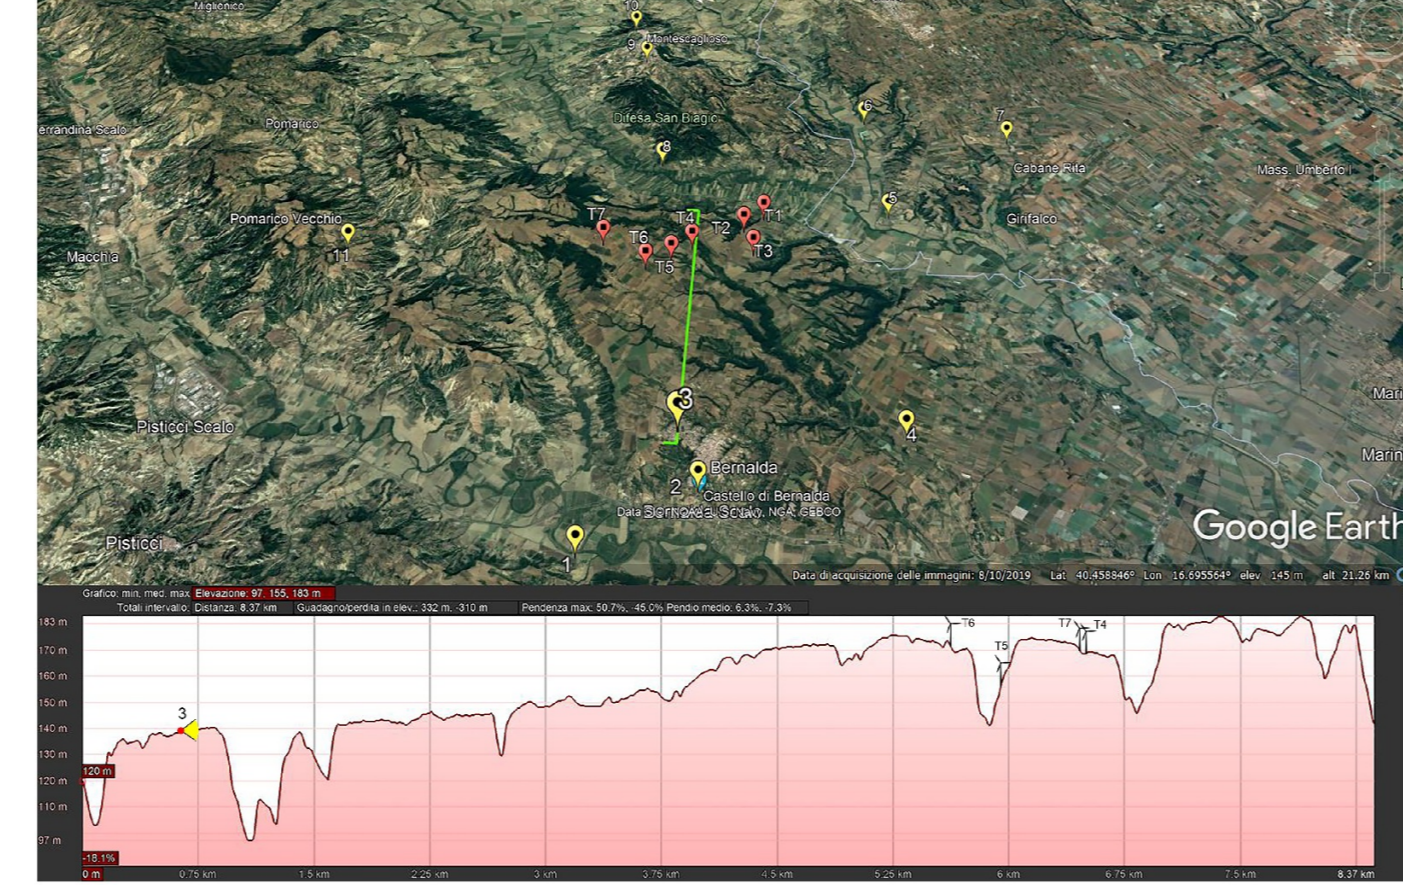 Miglionico
10
9 Montescaglioso
6
7
errandina Scalo
Pomarico
Difesa San Biagio
8
Cabane Rita
Mass. Umberto I
5
T7
T4
T1
Pomarico Vecchio
T2
Girifalco
T6
T3
11
T5
Macchia
3
Mari
Pisticci Scalo
4
Marin
Bernalda
2
Castello di Bernalda
Pisticci
1
Google Earth
Data di acquisizione delle immagini: 8/10/2019 Lat 40.458846° Lon 16.695564° elev 145 m alt 21.26 km
Grafico: min, med, max Elevazione: 97, 155, 183 m
Totali intervallo: Distanza: 8.37 km Guadagno/perdita in elev.: 332 m, -310 m Pendenza max: 50.7%, -45.0% Pendio medio: 6.3%, -7.3%
183 m
T6
T7
T4
170 m
T5
160 m
150 m
3
140 m
130 m
120 m
120 m
110 m
97 m
-18.1%
0 m 0.75 km 1.5 km 2.25 km 3 km 3.75 km 4.5 km 5.25 km 6 km 6.75 km 7.5 km 8.37 km